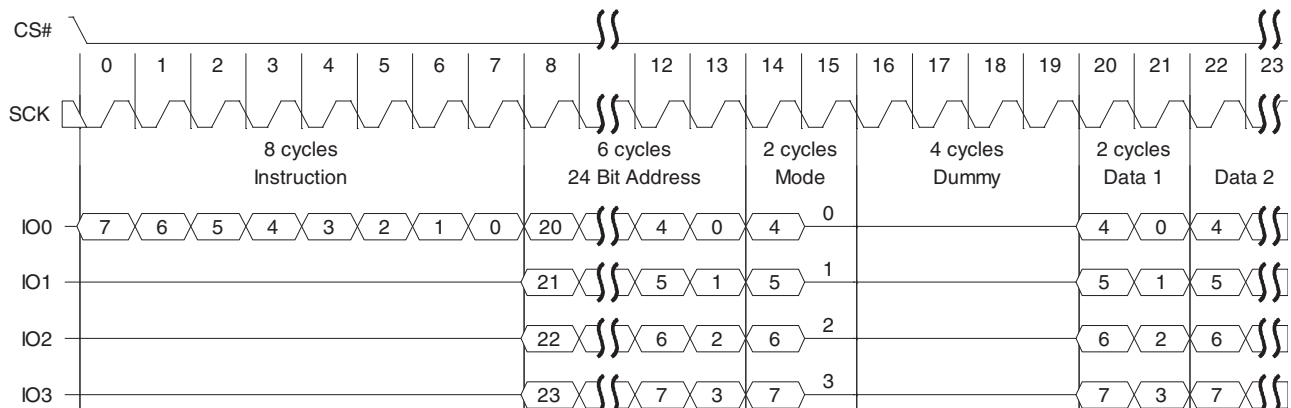 CS#
0 1 2 3 4 5 6 7 8 12 13 14 15 16 17 18 19 20 21 22 23
SCK
8 cycles 6 cycles 2 cycles 4 cycles 2 cycles
Instruction 24 Bit Address Mode Dummy Data 1 Data 2
IO0 7 6 5 4 3 2 1 0 20 4 0 4 0 4 0 4
IO1 21 5 1 5 1 5 1 5
IO2 22 6 2 6 2 6 2 6
IO3 23 7 3 7 3 7 3 7